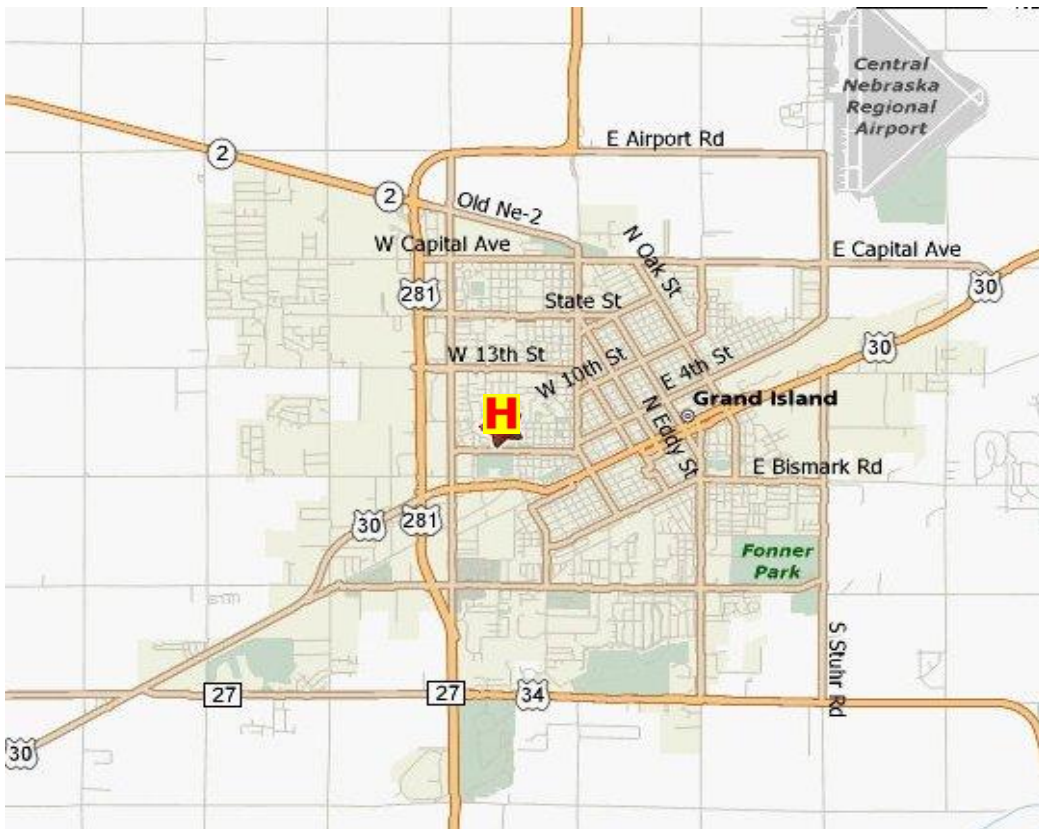 Central
Nebraska
Regional
Airport
E Airport Rd
2
2
Old Ne-2
N Oak St
W Capital Ave
E Capital Ave
281
30
State St
30
W 13th St
W 10th St
E 4th St
Grand Island
H
N Eddy St
E Bismark Rd
281
30
Fonner
Park
S Stuhr Rd
27
27
34
30